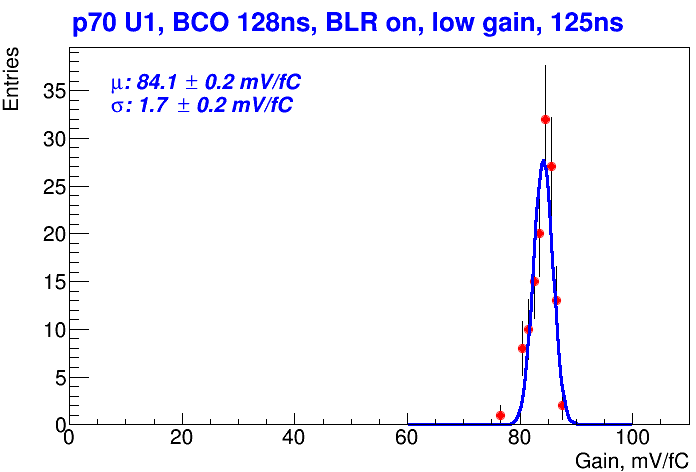 p70 U1, BCO 128ns, BLR on, low gain, 125ns
Entries
μ: 84.1 ± 0.2 mV/fC
σ: 1.7 ± 0.2 mV/fC
35
30
25
20
15
10
5
0
0 20 40 60 80 100
Gain, mV/fC